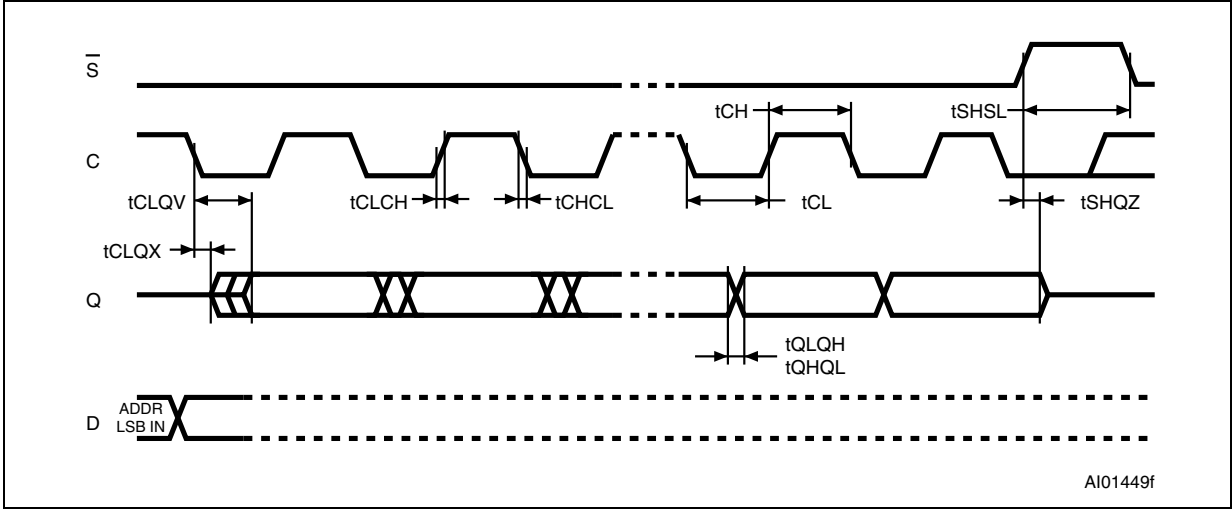 S̅
tCH
tSHSL
C
tCLQV
tCLCH
tCHCL
tCL
tSHQZ
tCLQX
Q
tQLQH
tQHQL
D
ADDR
LSB IN
AI01449f